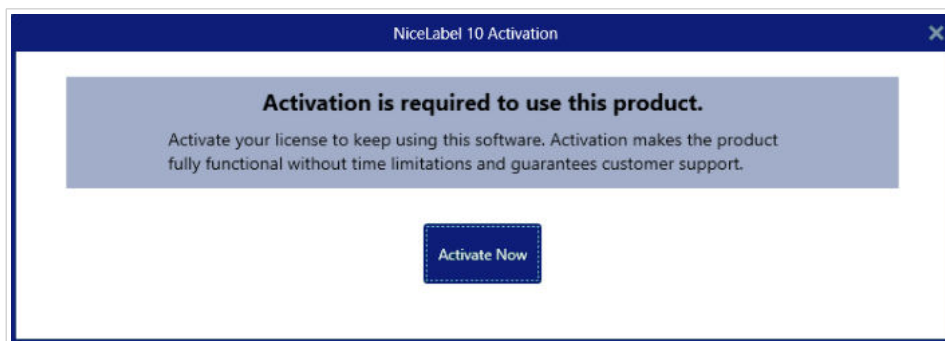 NiceLabel 10 Activation
Activation is required to use this product.
Activate your license to keep using this software. Activation makes the product
fully functional without time limitations and guarantees customer support.
Activate Now